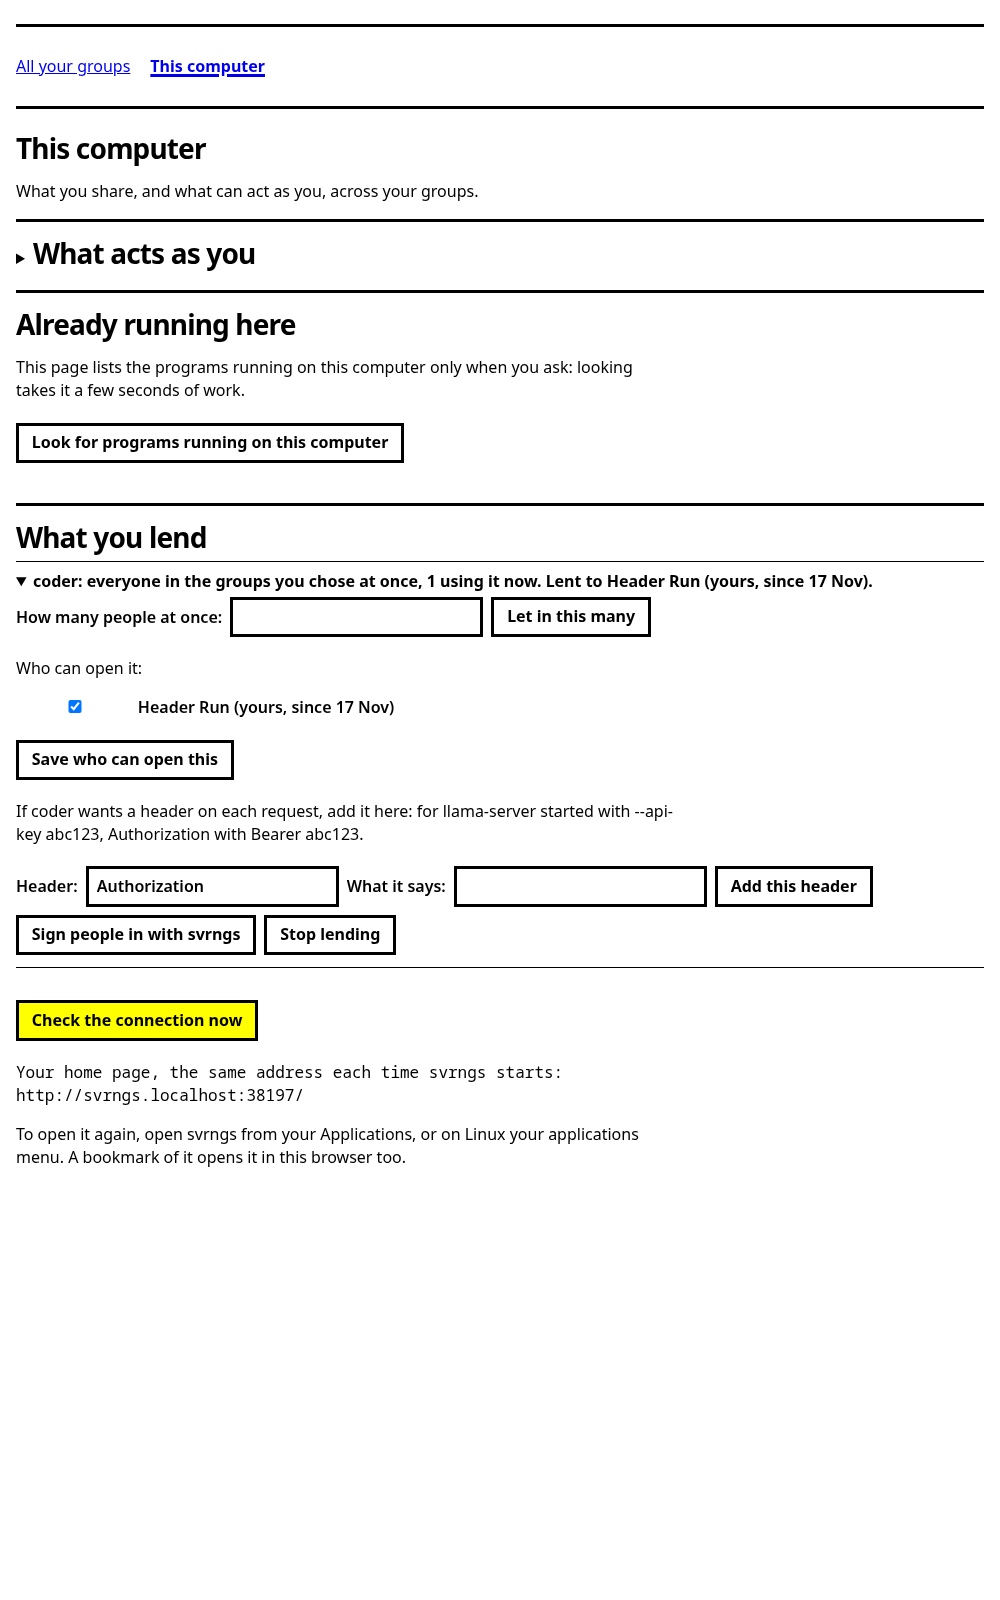 All your groups This computer
This computer
What you share, and what can act as you, across your groups.
What acts as you
Already running here
This page lists the programs running on this computer only when you ask: looking
takes it a few seconds of work.
Look for programs running on this computer
What you lend
coder: everyone in the groups you chose at once, 1 using it now. Lent to Header Run (yours, since 17 Nov).
How many people at once: Let in this many
Who can open it:
Header Run (yours, since 17 Nov)
Save who can open this
If coder wants a header on each request, add it here: for llama-server started with --api-
key abc123, Authorization with Bearer abc123.
Header: Authorization What it says: Add this header
Sign people in with svrngs Stop lending
Check the connection now
Your home page, the same address each time svrngs starts:
http://svrngs.localhost:38197/
To open it again, open svrngs from your Applications, or on Linux your applications
menu. A bookmark of it opens it in this browser too.